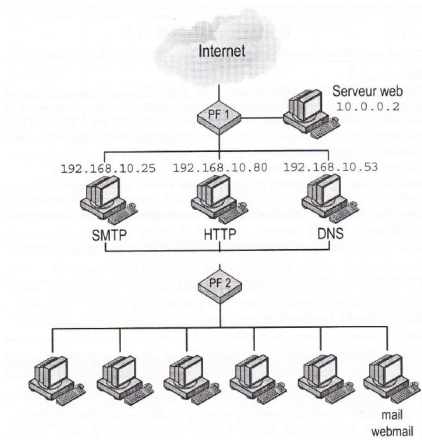 Internet
PF 1
Serveur web
10.0.0.2
192.168.10.25 192.168.10.80 192.168.10.53
SMTP HTTP DNS
PF 2
mail
webmail